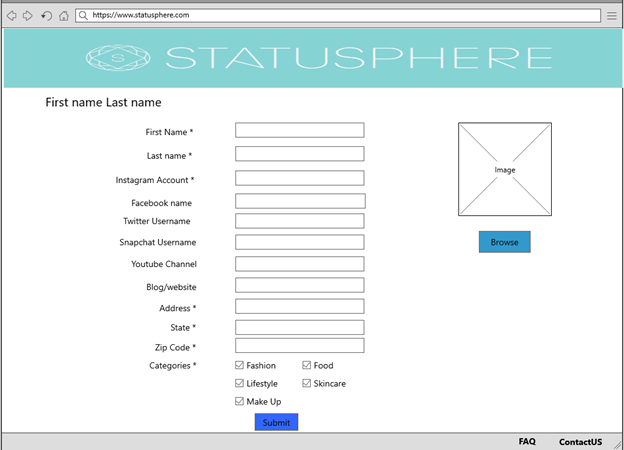 https://www.statusphere.com
S STATUSPHERE
First name Last name
First Name *
Last name *
Instagram Account *
Facebook name
Twitter Username
Snapchat Username
Youtube Channel
Blog/website
Address *
State *
Zip Code *
Categories *
Fashion
Food
Lifestyle
Skincare
Make Up
Submit
Image
Browse
FAQ
ContactUS